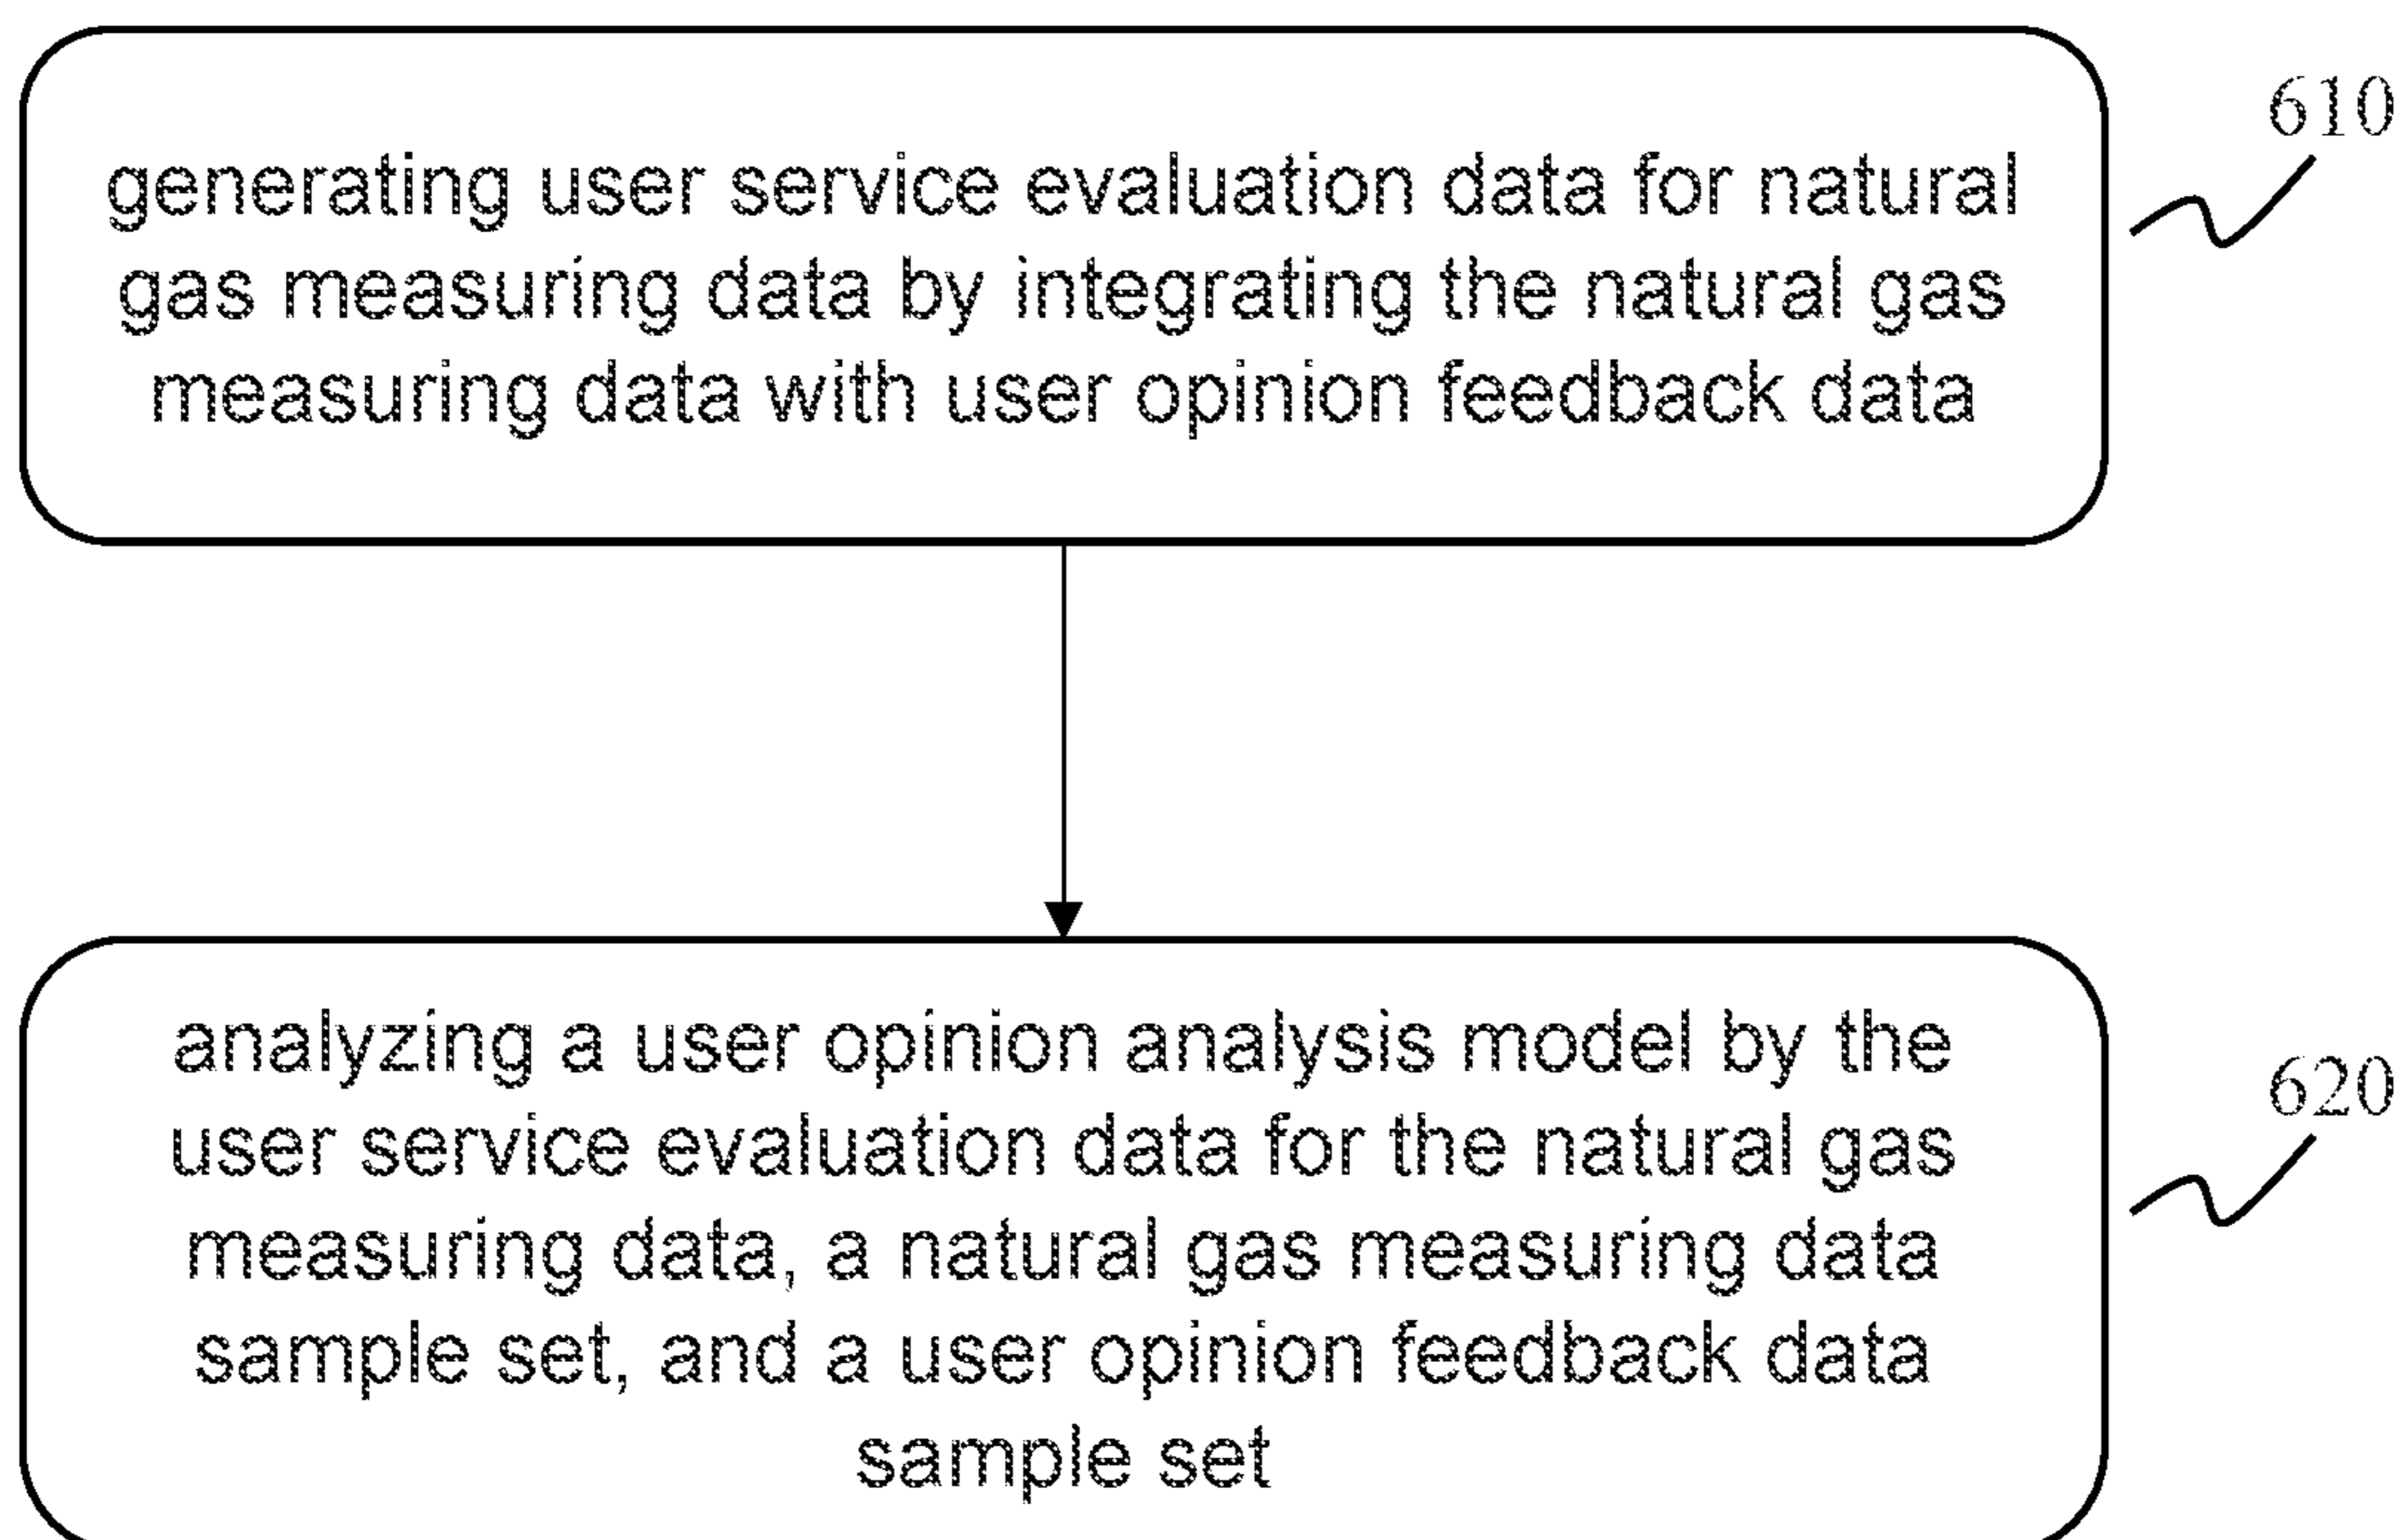 generating user service evaluation data for natural
gas measuring data by integrating the natural gas
measuring data with user opinion feedback data
610
analyzing a user opinion analysis model by the
user service evaluation data for the natural gas
measuring data, a natural gas measuring data
sample set, and a user opinion feedback data
sample set
620